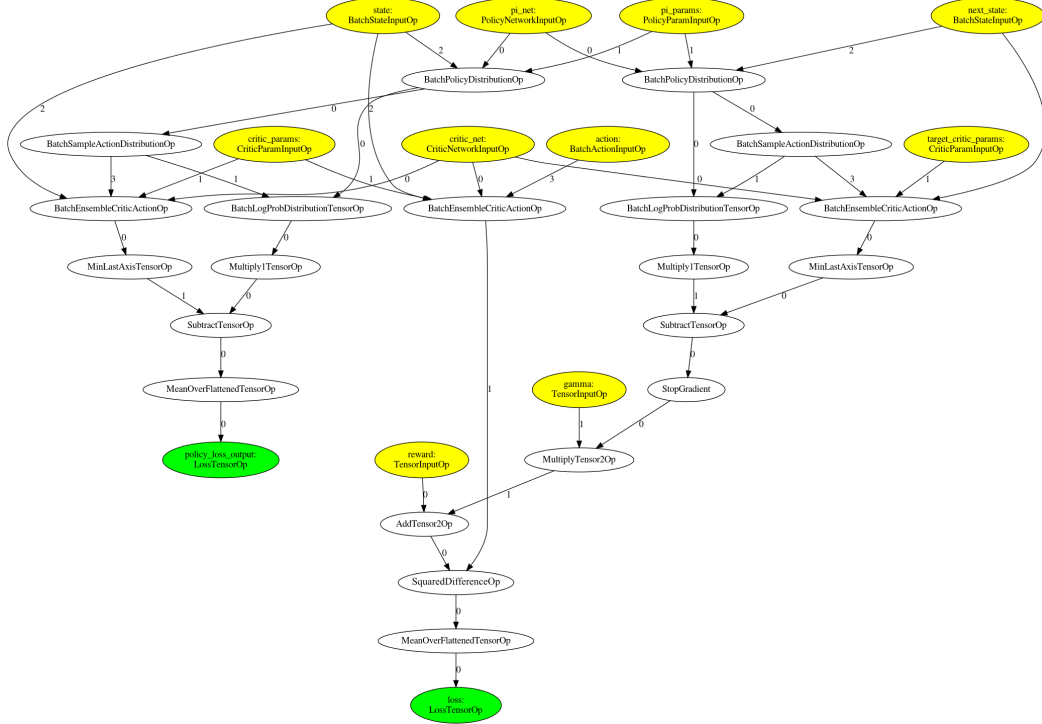 state:
BatchStateInputOp
pi_net:
PolicyNetworkInputOp
pi_params:
PolicyParamInputOp
next_state:
BatchStateInputOp
2
0
1
0
1
2
BatchPolicyDistributionOp
BatchPolicyDistributionOp
2
0
2
0
BatchSampleActionDistributionOp
critic_params:
CriticParamInputOp
critic_net:
CriticNetworkInputOp
action:
BatchActionInputOp
BatchSampleActionDistributionOp
target_critic_params:
CriticParamInputOp
0
0
3
1
1
0
1
0
3
0
1
3
1
BatchEnsembleCriticActionOp
BatchLogProbDistributionTensorOp
BatchEnsembleCriticActionOp
BatchLogProbDistributionTensorOp
BatchEnsembleCriticActionOp
0
0
0
0
MinLastAxisTensorOp
Multiply1TensorOp
Multiply1TensorOp
MinLastAxisTensorOp
1
0
1
0
SubtractTensorOp
SubtractTensorOp
0
0
MeanOverFlattenedTensorOp
1
gamma:
TensorInputOp
StopGradient
0
1
0
policy_loss_output:
LossTensorOp
reward:
TensorInputOp
MultiplyTensor2Op
0
1
AddTensor2Op
0
SquaredDifferenceOp
0
MeanOverFlattenedTensorOp
0
loss:
LossTensorOp